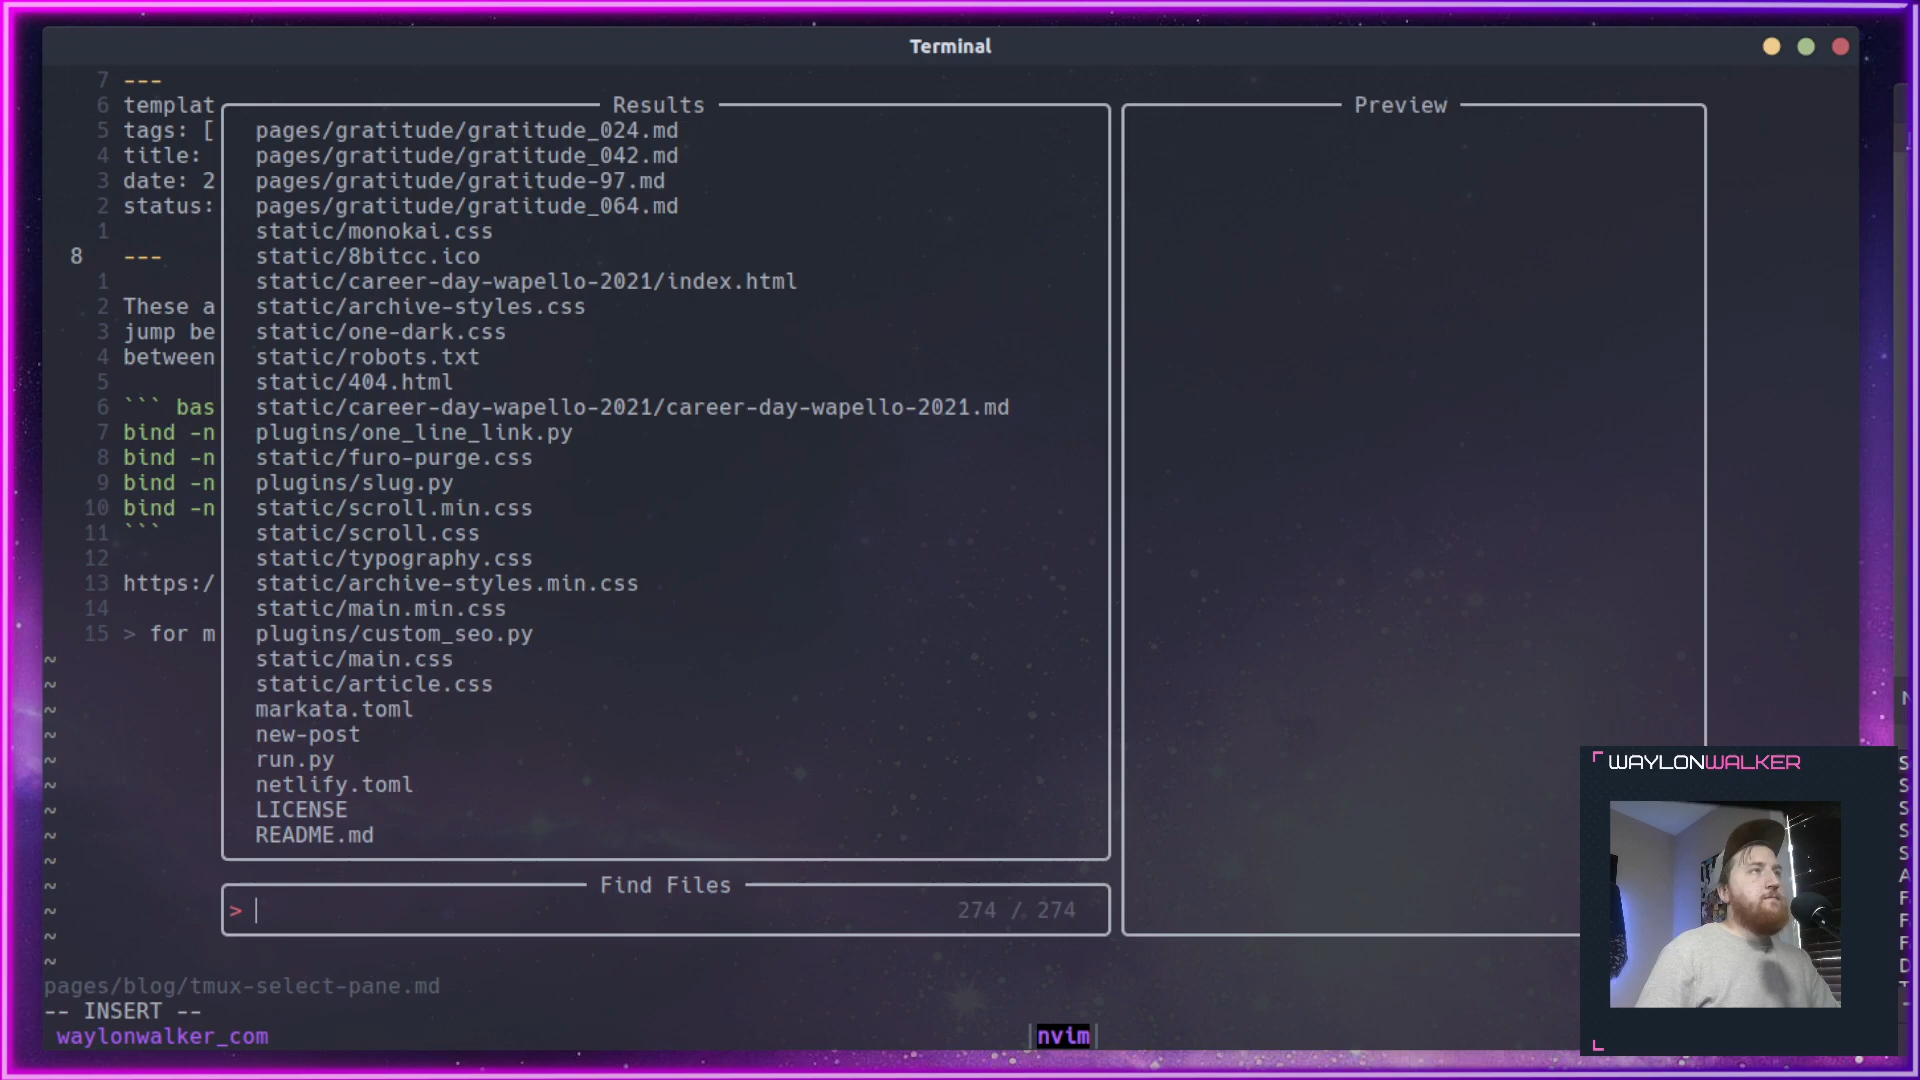 Terminal
7 ---
6 templat
5 tags: [
4 title:
3 date: 2
2 status:
1
8 ---
1
2 These a
3 jump be
4 between
5
6 ``` bas
7 bind -n
8 bind -n
9 bind -n
10 bind -n
11 ```
12
13 https:/
14
15 > for m
~
~
~
~
~
~
~
~
~
~
~
~
~
Results
pages/gratitude/gratitude_024.md
pages/gratitude/gratitude_042.md
pages/gratitude/gratitude-97.md
pages/gratitude/gratitude_064.md
static/monokai.css
static/8bitcc.ico
static/career-day-wapello-2021/index.html
static/archive-styles.css
static/one-dark.css
static/robots.txt
static/404.html
static/career-day-wapello-2021/career-day-wapello-2021.md
plugins/one_line_link.py
static/furo-purge.css
plugins/slug.py
static/scroll.min.css
static/scroll.css
static/typography.css
static/archive-styles.min.css
static/main.min.css
plugins/custom_seo.py
static/main.css
static/article.css
markata.toml
new-post
run.py
netlify.toml
LICENSE
README.md
Find Files
> 274 / 274
Preview
pages/blog/tmux-select-pane.md
-- INSERT --
waylonwalker_com
nvim
WAYLONWALKER